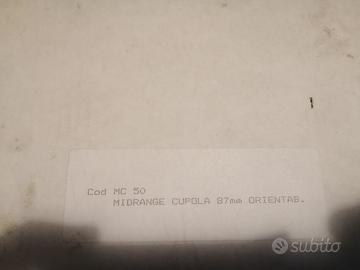 Cod MC 50
MIDRANGE CUPOLA 87mm ORIENTAB.
subito